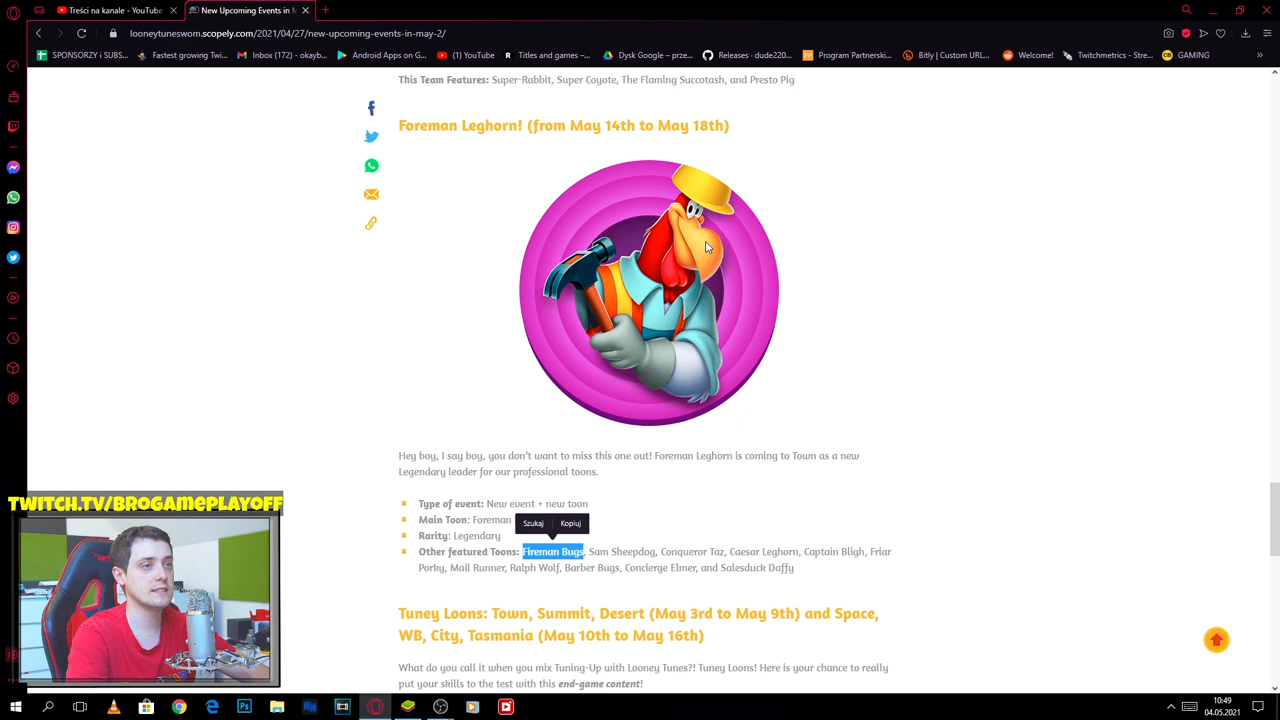 Treści na kanale - YouTube
New Upcoming Events in M
looneytuneswom.scopely.com/2021/04/27/new-upcoming-events-in-may-2/
SPONSORZY i SUBS...
Fastest growing Twi...
Inbox (172) - okayb...
Android Apps on G...
(1) YouTube
Titles and games –...
Dysk Google – prze...
Releases · dude220...
Program Partnerski...
Bitly | Custom URL...
Welcome!
Twitchmetrics - Stre...
GAMING
This Team Features: Super-Rabbit, Super Coyote, The Flaming Succotash, and Presto Pig
Foreman Leghorn! (from May 14th to May 18th)
Hey boy, I say boy, you don't want to miss this one out! Foreman Leghorn is coming to Town as a new
Legendary leader for our professional toons.
Type of event: New event + new toon
Main Toon: Foreman
Szukaj Kopiuj
Rarity: Legendary
Other featured Toons: Fireman Bugs, Sam Sheepdog, Conqueror Taz, Caesar Leghorn, Captain Bligh, Friar
Porky, Mail Runner, Ralph Wolf, Barber Bugs, Concierge Elmer, and Salesduck Daffy
Tuney Loons: Town, Summit, Desert (May 3rd to May 9th) and Space,
WB, City, Tasmania (May 10th to May 16th)
What do you call it when you mix Tuning-Up with Looney Tunes?! Tuney Loons! Here is your chance to really
put your skills to the test with this end-game content!
TWITCH.TV/BROGAMEPLAYOFF
10:49
04.05.2021